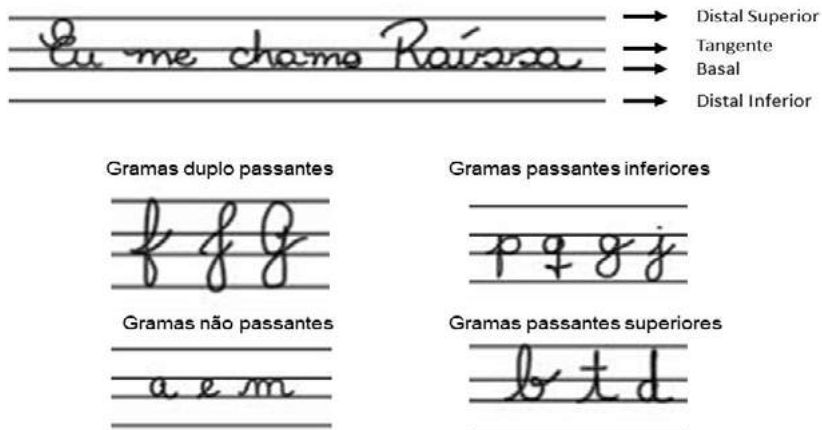 Distal Superior
Eu me chamo Raíssa
Tangente
Basal
Distal Inferior
Gramas duplo passantes
Gramas passantes inferiores
f G
p q g j
Gramas não passantes
Gramas passantes superiores
a e m
b t d